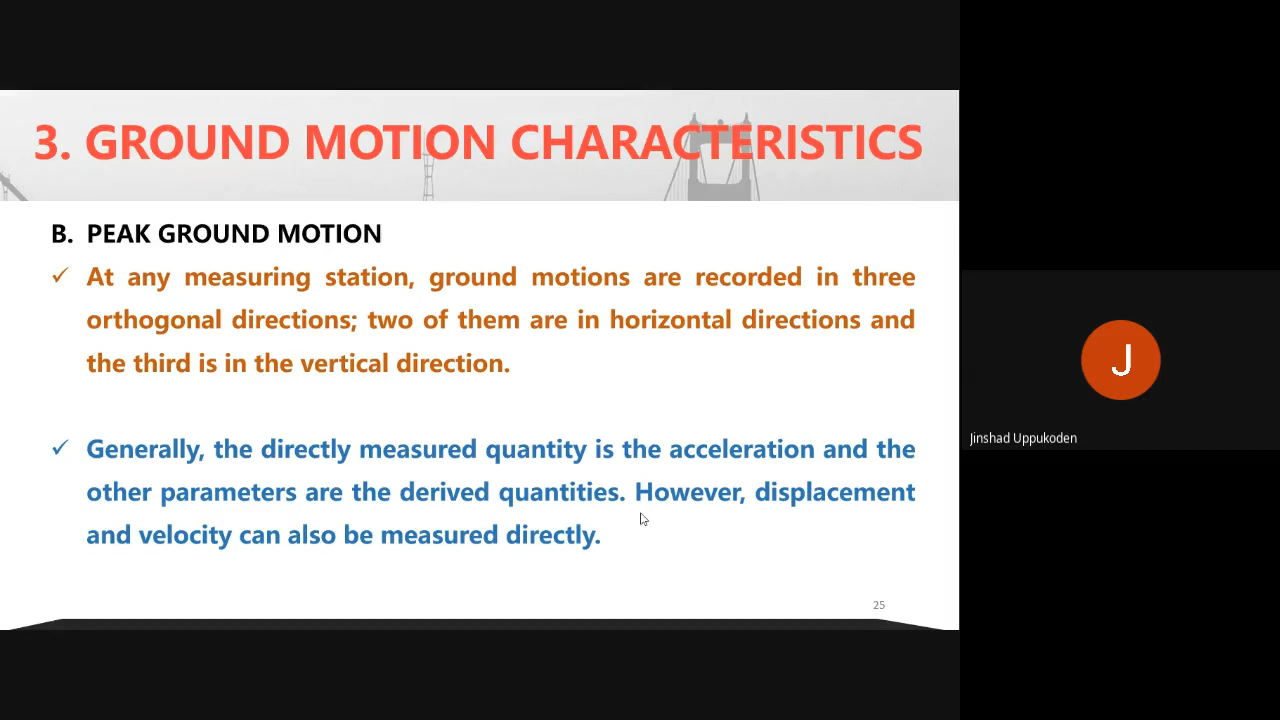 3. GROUND MOTION CHARACTERISTICS
B. PEAK GROUND MOTION
✓ At any measuring station, ground motions are recorded in three
orthogonal directions; two of them are in horizontal directions and
the third is in the vertical direction.
✓ Generally, the directly measured quantity is the acceleration and the
other parameters are the derived quantities. However, displacement
and velocity can also be measured directly.
25
J
Jinshad Uppukoden